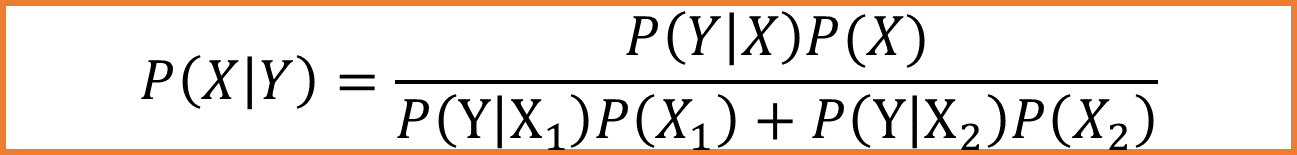 P(X|Y) = P(Y|X)P(X) / P(Y|X₁)P(X₁) + P(Y|X₂)P(X₂)